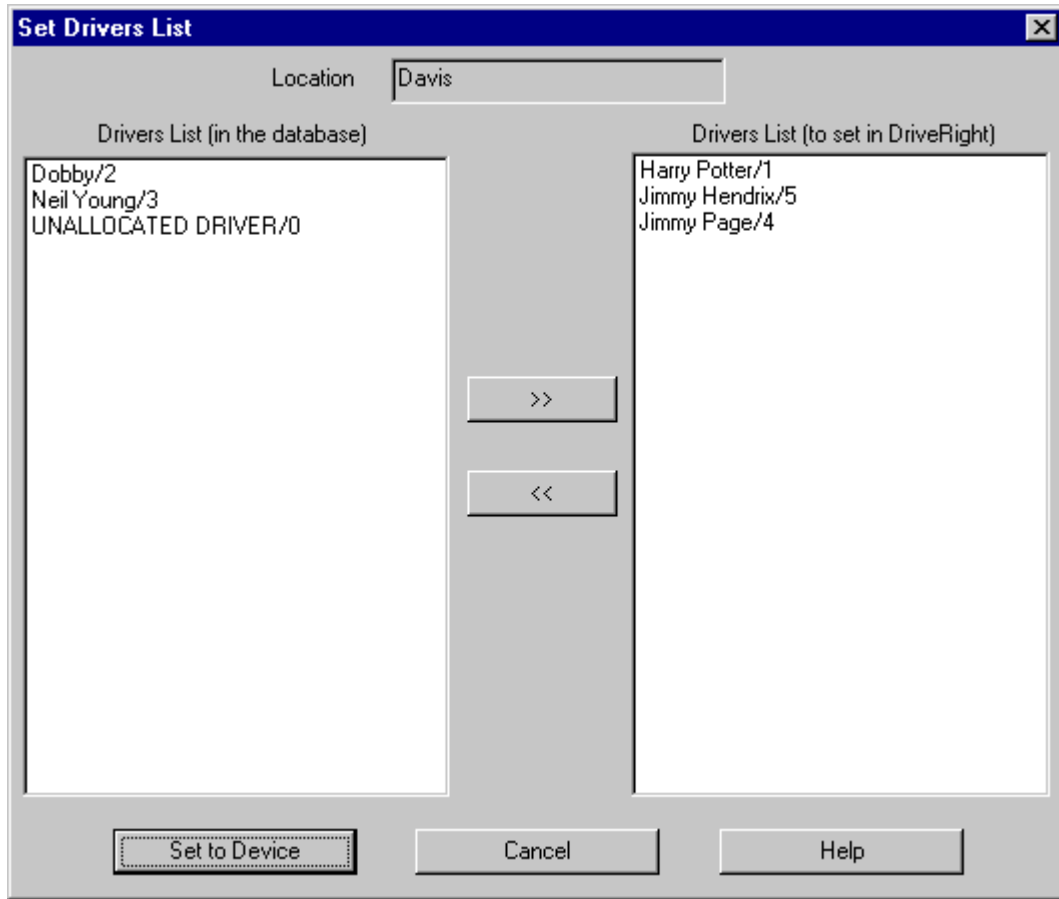 Set Drivers List
Location Davis
Drivers List (in the database)
Dobby/2
Neil Young/3
UNALLOCATED DRIVER/0
>>
<<
Drivers List (to set in DriveRight)
Harry Potter/1
Jimmy Hendrix/5
Jimmy Page/4
Set to Device
Cancel
Help